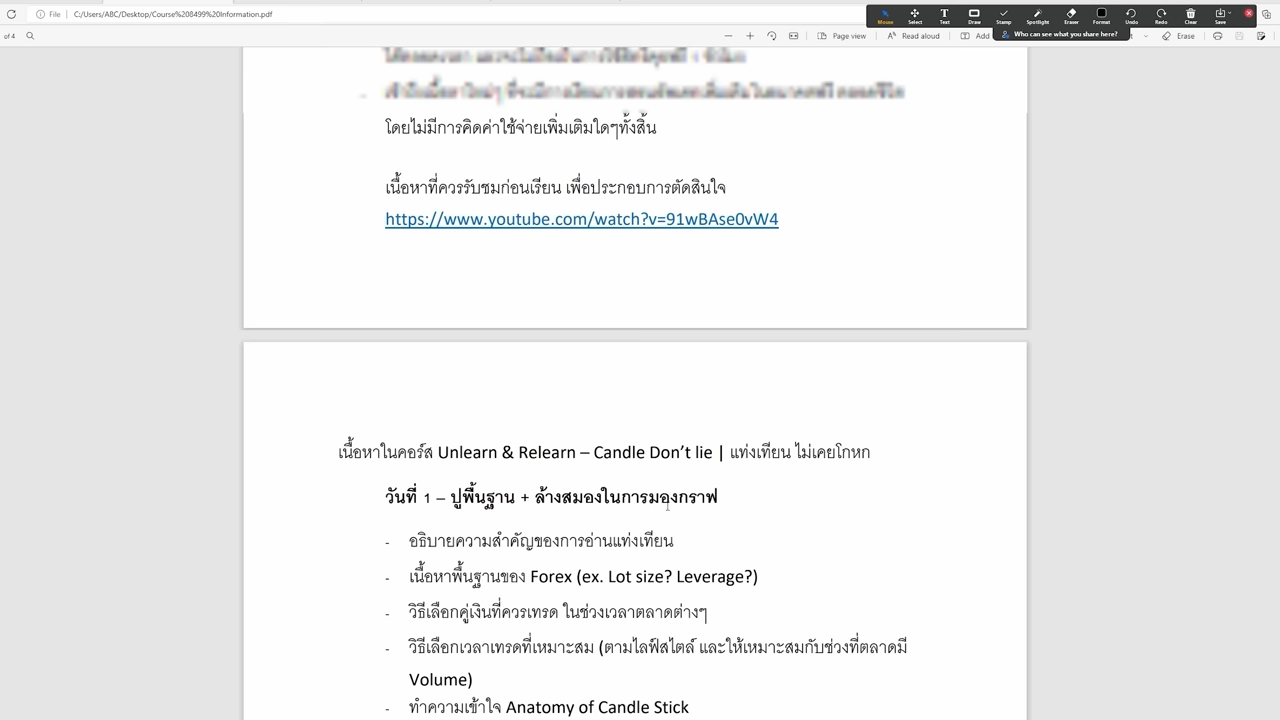 File
C:/Users/ABC/Desktop/Course%208499%20Information.pdf
Mouse Select Text Draw Stamp Spotlight Eraser Format Undo Redo Clear Save
Who can see what you share here?
of 4
Page view
Read aloud
Add
Erase
โดยไม่มีการคิดค่าใช้จ่ายเพิ่มเติมใดๆทั้งสิ้น
เนื้อหาที่ควรรับชมก่อนเรียน เพื่อประกอบการตัดสินใจ
https://www.youtube.com/watch?v=91wBAse0vW4
เนื้อหาในคอร์ส Unlearn & Relearn – Candle Don’t lie | แท่งเทียน ไม่เคยโกหก
วันที่ 1 – ปูพื้นฐาน + ล้างสมองในการมองกราฟ
- อธิบายความสำคัญของการอ่านแท่งเทียน
- เนื้อหาพื้นฐานของ Forex (ex. Lot size? Leverage?)
- วิธีเลือกคู่เงินที่ควรเทรด ในช่วงเวลาตลาดต่างๆ
- วิธีเลือกเวลาเทรดที่เหมาะสม (ตามไลฟ์สไตล์ และให้เหมาะสมกับช่วงที่ตลาดมี
Volume)
- ทำความเข้าใจ Anatomy of Candle Stick